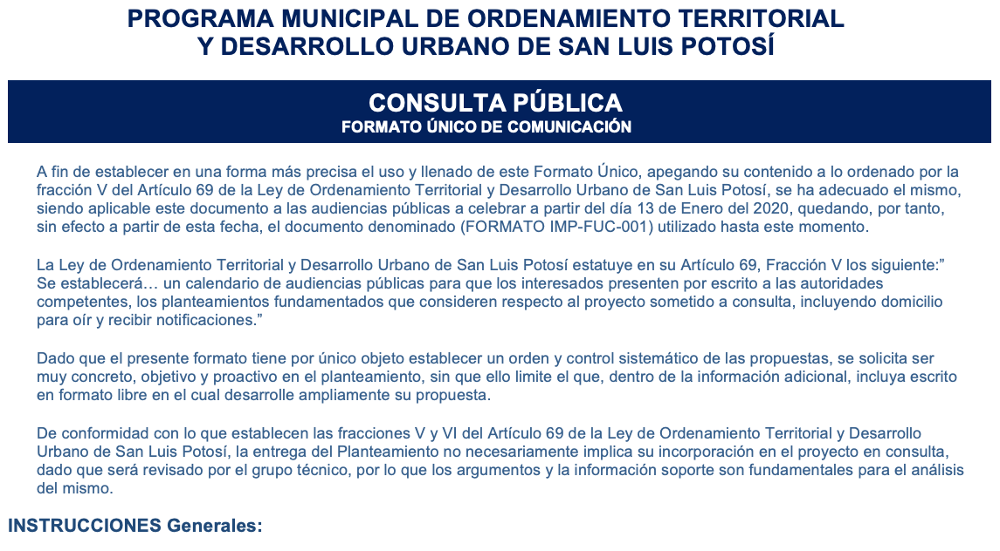 PROGRAMA MUNICIPAL DE ORDENAMIENTO TERRITORIAL
Y DESARROLLO URBANO DE SAN LUIS POTOSÍ
CONSULTA PÚBLICA
FORMATO ÚNICO DE COMUNICACIÓN
A fin de establecer en una forma más precisa el uso y llenado de este Formato Único, apegando su contenido a lo ordenado por la
fracción V del Artículo 69 de la Ley de Ordenamiento Territorial y Desarrollo Urbano de San Luis Potosí, se ha adecuado el mismo,
siendo aplicable este documento a las audiencias públicas a celebrar a partir del día 13 de Enero del 2020, quedando, por tanto,
sin efecto a partir de esta fecha, el documento denominado (FORMATO IMP-FUC-001) utilizado hasta este momento.
La Ley de Ordenamiento Territorial y Desarrollo Urbano de San Luis Potosí estatuye en su Artículo 69, Fracción V los siguiente:”
Se establecerá… un calendario de audiencias públicas para que los interesados presenten por escrito a las autoridades
competentes, los planteamientos fundamentados que consideren respecto al proyecto sometido a consulta, incluyendo domicilio
para oír y recibir notificaciones.”
Dado que el presente formato tiene por único objeto establecer un orden y control sistemático de las propuestas, se solicita ser
muy concreto, objetivo y proactivo en el planteamiento, sin que ello limite el que, dentro de la información adicional, incluya escrito
en formato libre en el cual desarrolle ampliamente su propuesta.
De conformidad con lo que establecen las fracciones V y VI del Artículo 69 de la Ley de Ordenamiento Territorial y Desarrollo
Urbano de San Luis Potosí, la entrega del Planteamiento no necesariamente implica su incorporación en el proyecto en consulta,
dado que será revisado por el grupo técnico, por lo que los argumentos y la información soporte son fundamentales para el análisis
del mismo.
INSTRUCCIONES Generales: